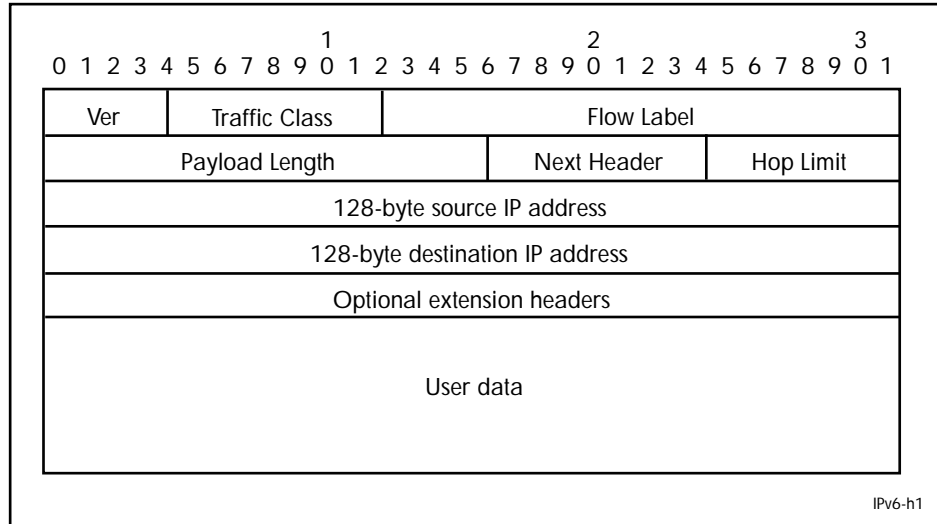 1 2 3
0 1 2 3 4 5 6 7 8 9 0 1 2 3 4 5 6 7 8 9 0 1 2 3 4 5 6 7 8 9 0 1
Ver Traffic Class Flow Label
Payload Length Next Header Hop Limit
128-byte source IP address
128-byte destination IP address
Optional extension headers
User data
IPv6-h1